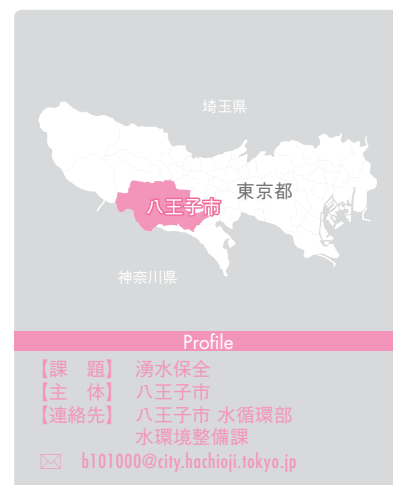 埼玉県
東京都
八王子市
神奈川県
Profile
【課　題】 湧水保全
【主　体】 八王子市
【連絡先】 八王子市 水循環部
水環境整備課
b101000@city.hachioji.tokyo.jp